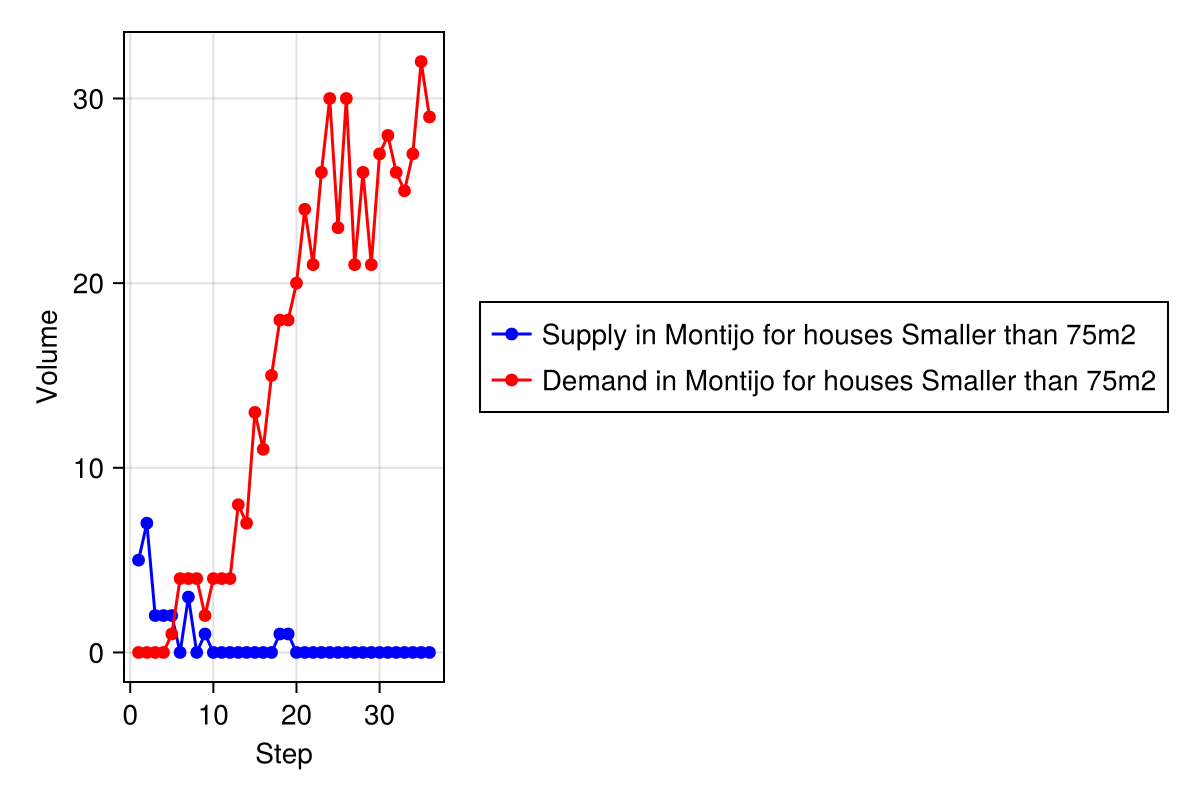 30
20
10
0
Volume
0 10 20 30
Step
Supply in Montijo for houses Smaller than 75m2
Demand in Montijo for houses Smaller than 75m2